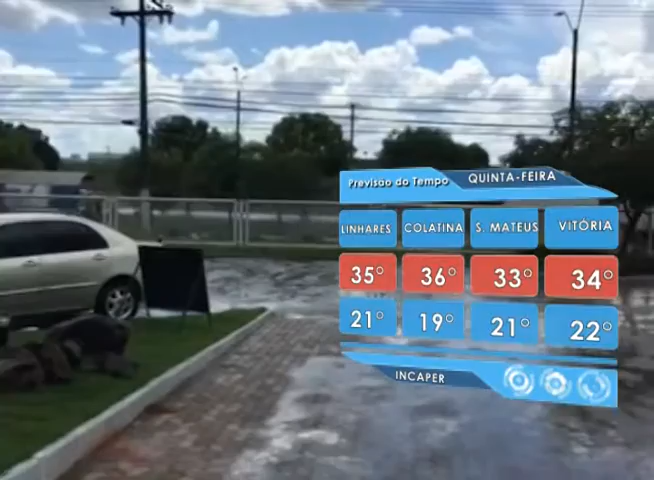 Previsão do Tempo QUINTA-FEIRA
LINHARES COLATINA S. MATEUS VITÓRIA
35° 36° 33° 34°
21° 19° 21° 22°
INCAPER